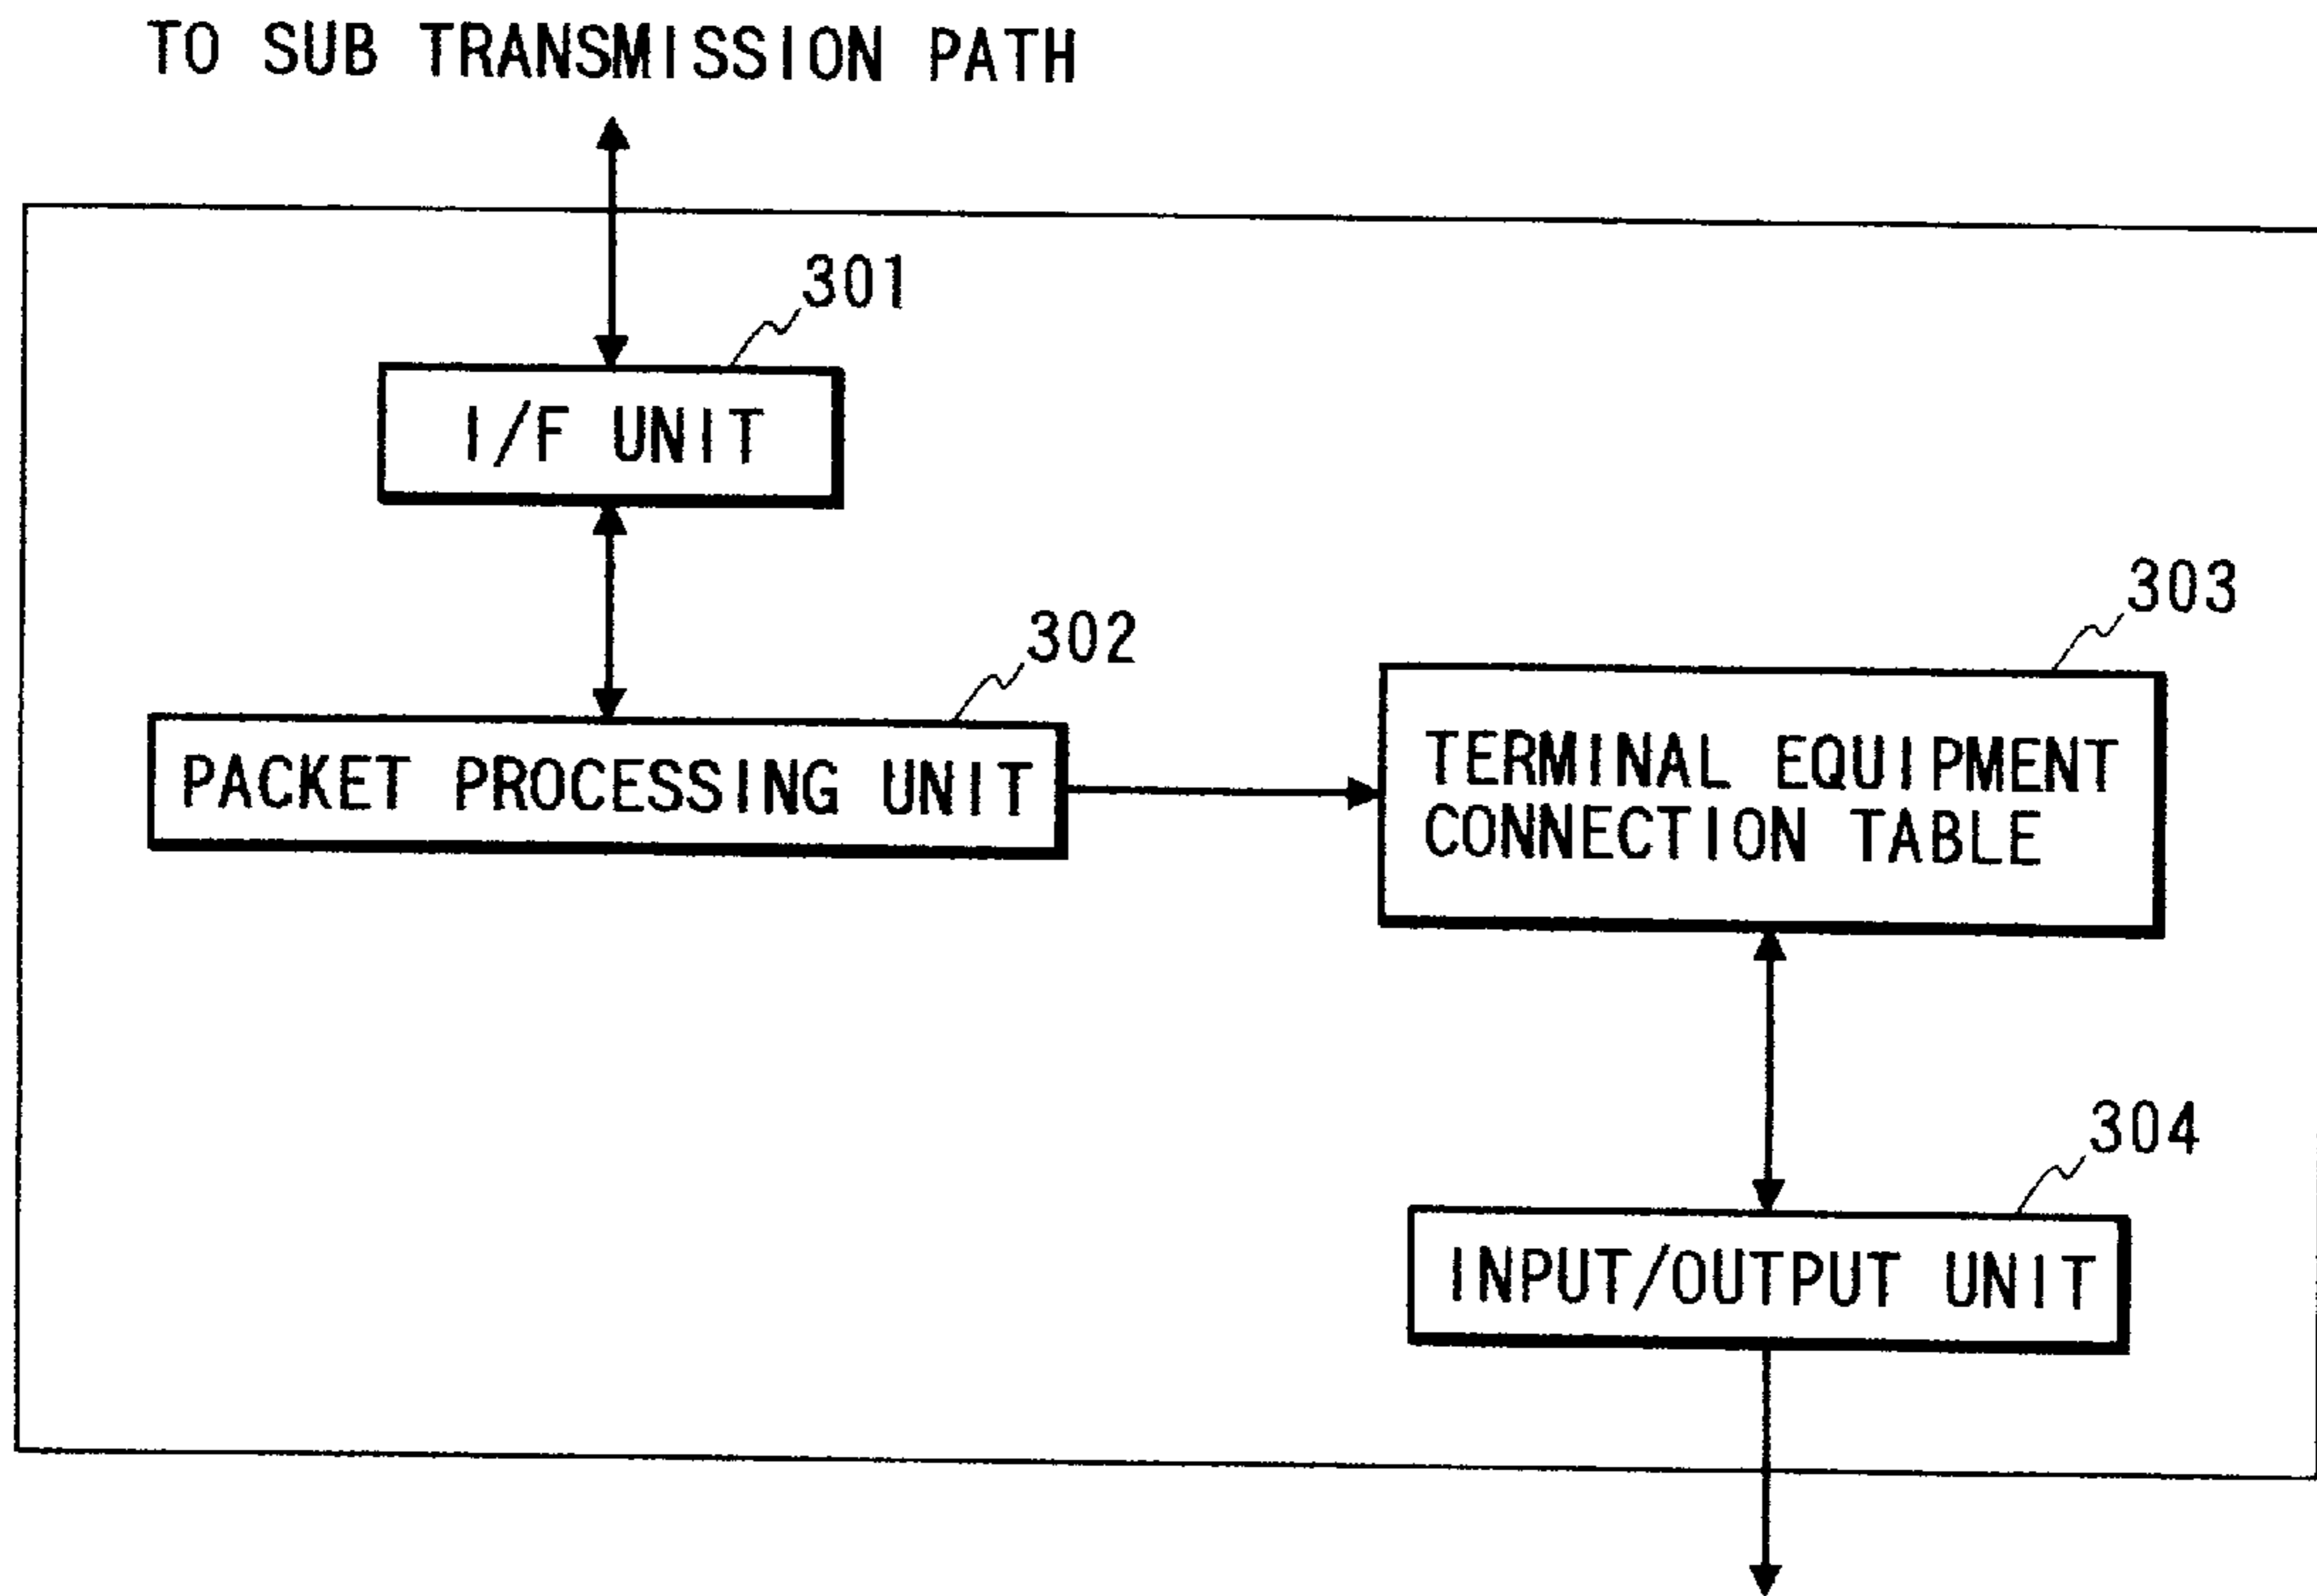 TO SUB TRANSMISSION PATH
301
I/F UNIT
302
PACKET PROCESSING UNIT
303
TERMINAL EQUIPMENT
CONNECTION TABLE
304
INPUT/OUTPUT UNIT